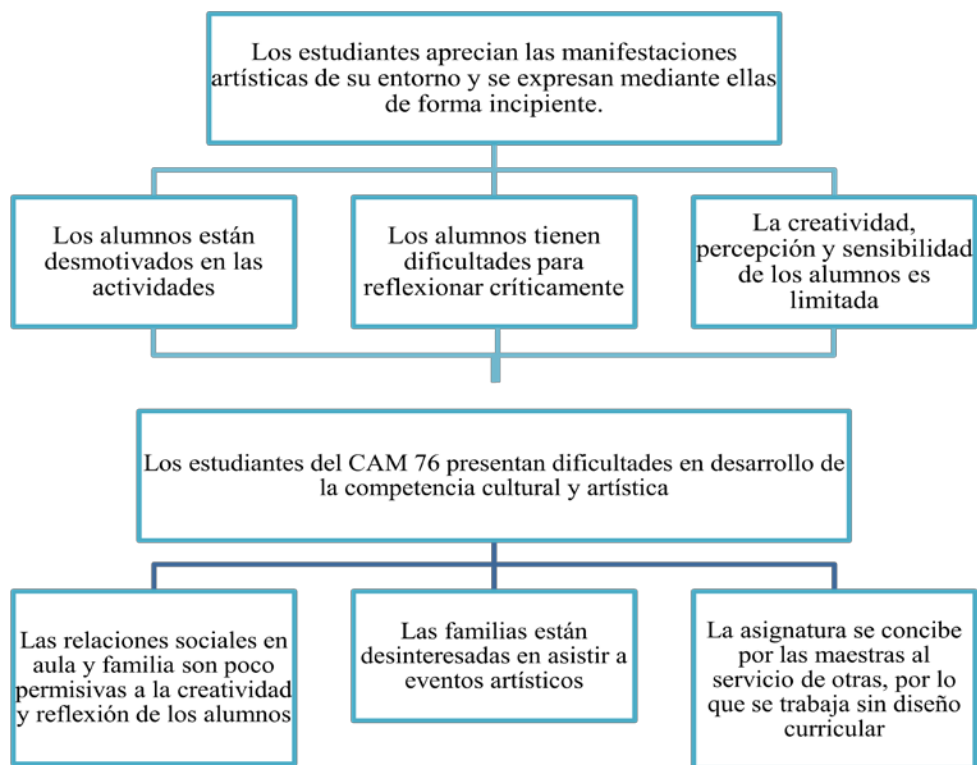 Los estudiantes aprecian las manifestaciones
artísticas de su entorno y se expresan mediante ellas
de forma incipiente.
Los alumnos están
desmotivados en las
actividades
Los alumnos tienen
dificultades para
reflexionar críticamente
La creatividad,
percepción y sensibilidad
de los alumnos es
limitada
Los estudiantes del CAM 76 presentan dificultades en desarrollo de
la competencia cultural y artística
Las relaciones sociales en
aula y familia son poco
permisivas a la creatividad
y reflexión de los alumnos
Las familias están
desinteresadas en asistir a
eventos artísticos
La asignatura se concibe
por las maestras al
servicio de otras, por lo
que se trabaja sin diseño
curricular